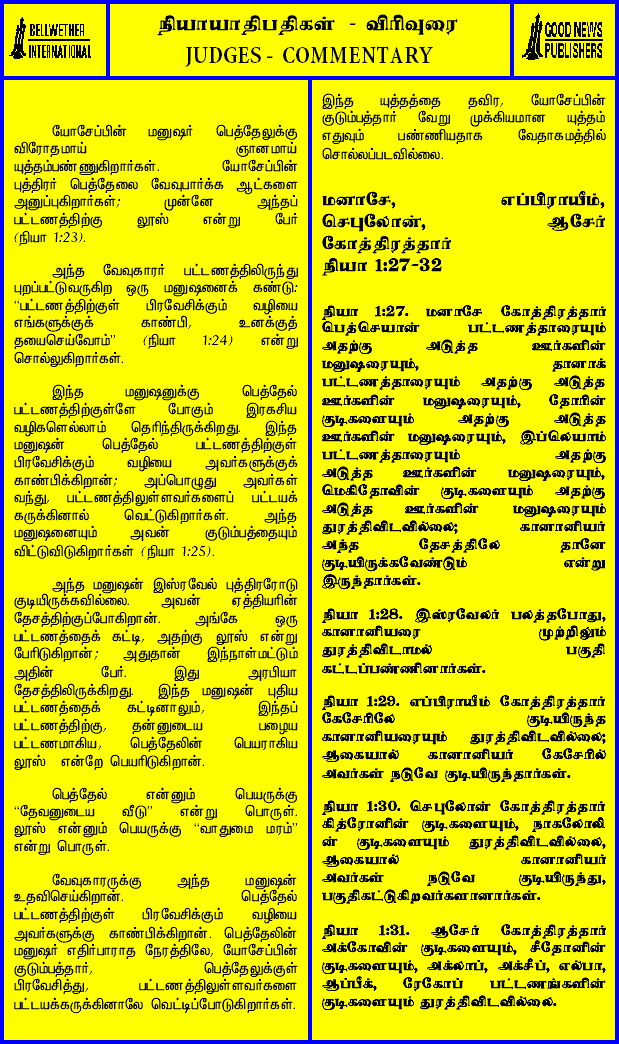 BELLWETHER
INTERNATIONAL
நியாயாதிபதிகள் - விரிவுரை
JUDGES - COMMENTARY
GOOD NEWS
PUBLISHERS
யோசேப்பின் மனுஷர் பெத்தேலுக்கு
விரோதமாய் ஞானமாய்
யுத்தம்பண்ணுகிறார்கள். யோசேப்பின்
புத்திரர் பெத்தேலை வேவுபார்க்க ஆட்களை
அனுப்புகிறார்கள்; முன்னே அந்தப்
பட்டணத்திற்கு லூஸ் என்று பேர்
(நியா 1:23).
அந்த வேவுகாரர் பட்டணத்திலிருந்து
புறப்பட்டுவருகிற ஒரு மனுஷனைக் கண்டு:
"பட்டணத்திற்குள் பிரவேசிக்கும் வழியை
எங்களுக்குக் காண்பி, உனக்குத்
தயைசெய்வோம்" (நியா 1:24) என்று
சொல்லுகிறார்கள்.
இந்த மனுஷனுக்கு பெத்தேல்
பட்டணத்திற்குள்ளே போகும் இரகசிய
வழிகளெல்லாம் தெரிந்திருக்கிறது. இந்த
மனுஷன் பெத்தேல் பட்டணத்திற்குள்
பிரவேசிக்கும் வழியை அவர்களுக்குக்
காண்பிக்கிறான்; அப்பொழுது அவர்கள்
வந்து, பட்டணத்திலுள்ளவர்களைப் பட்டயக்
கருக்கினால் வெட்டுகிறார்கள். அந்த
மனுஷனையும் அவன் குடும்பத்தையும்
விட்டுவிடுகிறார்கள் (நியா 1:25).
அந்த மனுஷன் இஸ்ரவேல் புத்திரரோடு
குடியிருக்கவில்லை. அவன் ஏத்தியரின்
தேசத்திற்குப்போகிறான். அங்கே ஒரு
பட்டணத்தைக் கட்டி, அதற்கு லூஸ் என்று
பேரிடுகிறான்; அதுதான் இந்நாள்மட்டும்
அதின் பேர். இது அரபியா
தேசத்திலிருக்கிறது. இந்த மனுஷன் புதிய
பட்டணத்தைக் கட்டினாலும், இந்தப்
பட்டணத்திற்கு, தன்னுடைய பழைய
பட்டணமாகிய, பெத்தேலின் பெயராகிய
லூஸ் என்றே பெயரிடுகிறான்.
பெத்தேல் என்னும் பெயருக்கு
"தேவனுடைய வீடு" என்று பொருள்.
லூஸ் என்னும் பெயருக்கு "வாதுமை மரம்"
என்று பொருள்.
வேவுகாரருக்கு அந்த மனுஷன்
உதவிசெய்கிறான். பெத்தேல்
பட்டணத்திற்குள் பிரவேசிக்கும் வழியை
அவர்களுக்கு காண்பிக்கிறான். பெத்தேலின்
மனுஷர் எதிர்பாராத நேரத்திலே, யோசேப்பின்
குடும்பத்தார், பெத்தேலுக்குள்
பிரவேசித்து, பட்டணத்திலுள்ளவர்களை
பட்டயக்கருக்கினாலே வெட்டிப்போடுகிறார்கள்.
இந்த யுத்தத்தை தவிர, யோசேப்பின்
குடும்பத்தார் வேறு முக்கியமான யுத்தம்
எதுவும் பண்ணியதாக வேதாகமத்தில்
சொல்லப்படவில்லை.
மனாசே, எப்பிராயீம்,
செபுலோன், ஆசேர்
கோத்திரத்தார்
நியா 1:27-32
நியா 1:27. மனாசே கோத்திரத்தார்
பெத்செயான் பட்டணத்தாரையும்
அதற்கு அடுத்த ஊர்களின்
மனுஷரையும், தானாக்
பட்டணத்தாரையும் அதற்கு அடுத்த
ஊர்களின் மனுஷரையும், தோரின்
குடிகளையும் அதற்கு அடுத்த
ஊர்களின் மனுஷரையும், இப்லெயாம்
பட்டணத்தாரையும் அதற்கு
அடுத்த ஊர்களின் மனுஷரையும்,
மெகிதோவின் குடிகளையும் அதற்கு
அடுத்த ஊர்களின் மனுஷரையும்
துரத்திவிடவில்லை; கானானியர்
அந்த தேசத்திலே தானே
குடியிருக்கவேண்டும் என்று
இருந்தார்கள்.
நியா 1:28. இஸ்ரவேலர் பலத்தபோது,
கானானியரை முற்றிலும்
துரத்திவிடாமல் பகுதி
கட்டப்பண்ணினார்கள்.
நியா 1:29. எப்பிராயீம் கோத்திரத்தார்
கேசேரிலே குடியிருந்த
கானானியரையும் துரத்திவிடவில்லை;
ஆகையால் கானானியர் கேசேரில்
அவர்கள் நடுவே குடியிருந்தார்கள்.
நியா 1:30. செபுலோன் கோத்திரத்தார்
கித்ரோனின் குடிகளையும், நாகலோலி
ன் குடிகளையும் துரத்திவிடவில்லை,
ஆகையால் கானானியர்
அவர்கள் நடுவே குடியிருந்து,
பகுதிகட்டுகிறவர்களானார்கள்.
நியா 1:31. ஆசேர் கோத்திரத்தார்
அக்கோவின் குடிகளையும், சீதோனின்
குடிகளையும், அக்லாப், அக்சீப், எல்பா,
ஆப்பீக், ரேகோப் பட்டணங்களின்
குடிகளையும் துரத்திவிடவில்லை.